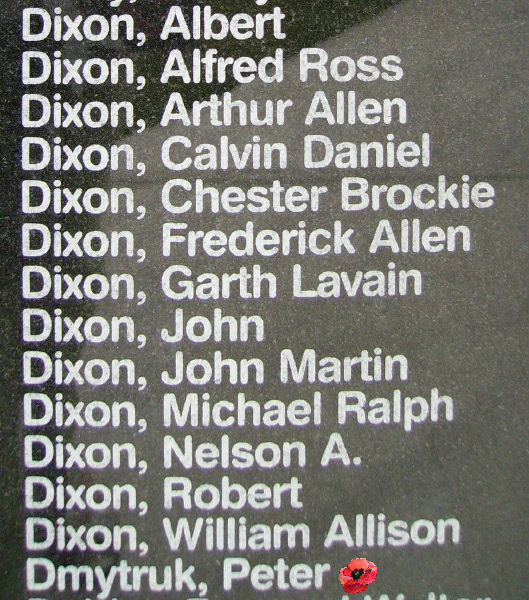 Dixon, Albert
Dixon, Alfred Ross
Dixon, Arthur Allen
Dixon, Calvin Daniel
Dixon, Chester Brockie
Dixon, Frederick Allen
Dixon, Garth Lavain
Dixon, John
Dixon, John Martin
Dixon, Michael Ralph
Dixon, Nelson A.
Dixon, Robert
Dixon, William Allison
Dmytruk, Peter